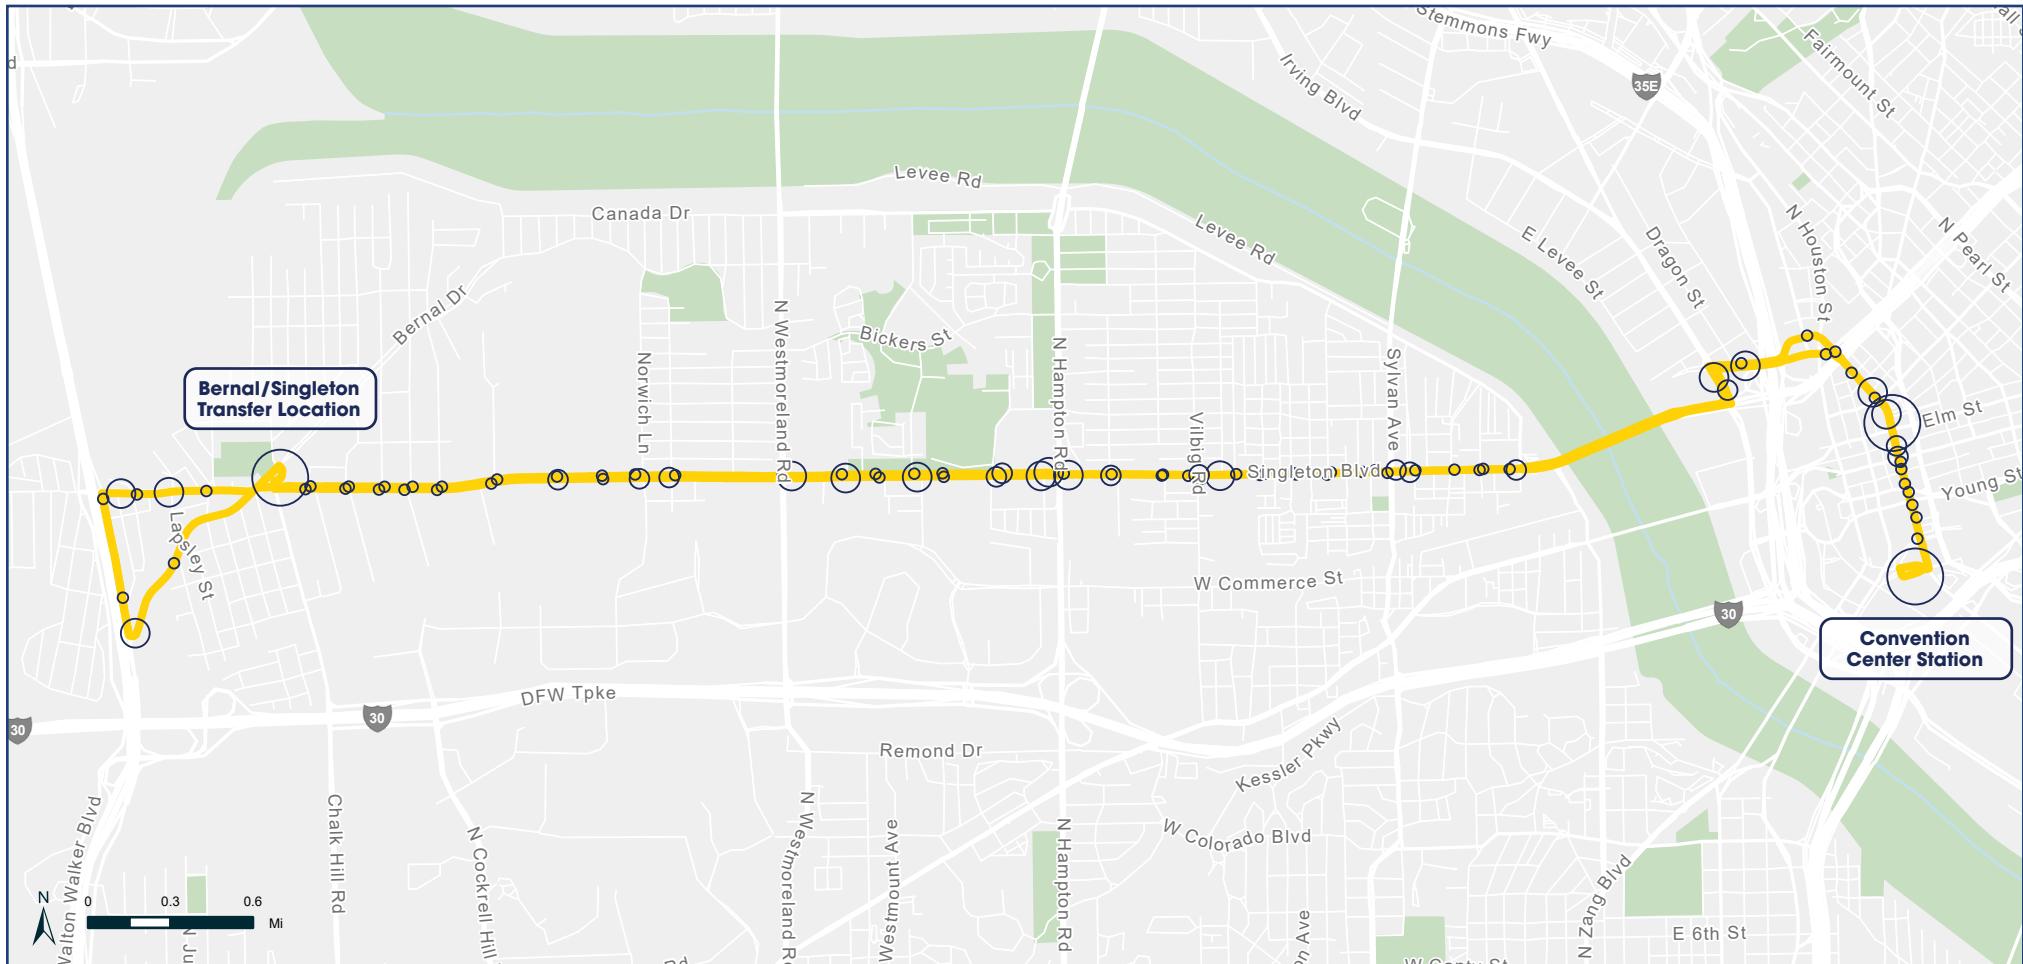 Stemmons Fwy
Fairmount St
Irving Blvd
35E
d
Levee Rd
Canada Dr
Levee Rd
E Levee St
Dragon St
N Houston St
N Pearl St
Bernal Dr
Bickers St
N Westmoreland Rd
Norwich Ln
N Hampton Rd
Sylvan Ave
Vilbig Rd
Bernal/Singleton
Transfer Location
Elm St
Singleton Blvd
Young St
Lapsley St
W Commerce St
30
Convention
Center Station
DFW Tpke
30
30
Remond Dr
Kessler Pkwy
Walton Walker Blvd
Chalk Hill Rd
N Cockrell Hill
N Westmoreland Rd
Westmount Ave
N Hampton Rd
W Colorado Blvd
N Zang Blvd
E 6th St
on Ave
Rd
N
0 0.3 0.6
Mi